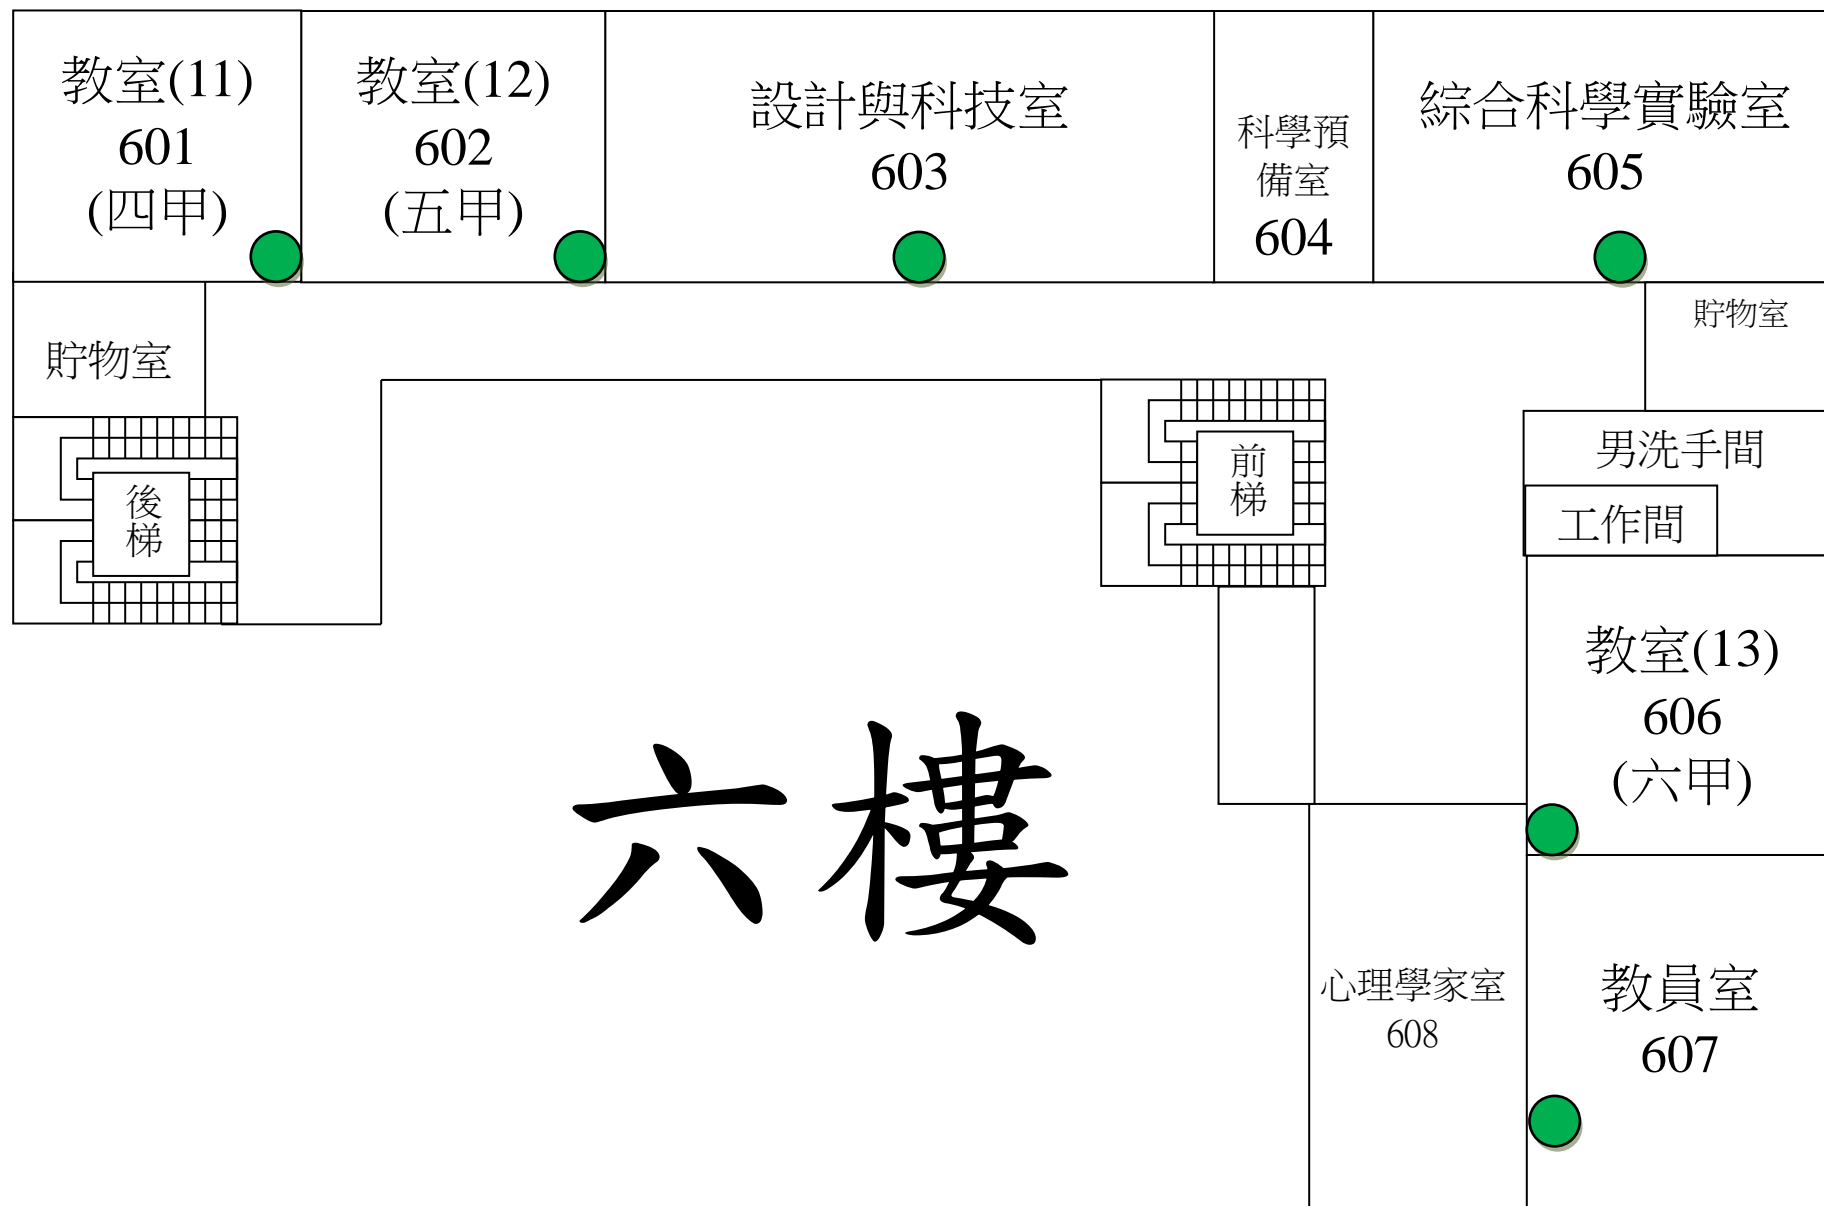 教室(11)
601
(四甲)
教室(12)
602
(五甲)
設計與科技室
603
科學預
備室
604
綜合科學實驗室
605
貯物室
貯物室
後
梯
前
梯
男洗手間
工作間
教室(13)
606
(六甲)
六樓
心理學家室
608
教員室
607